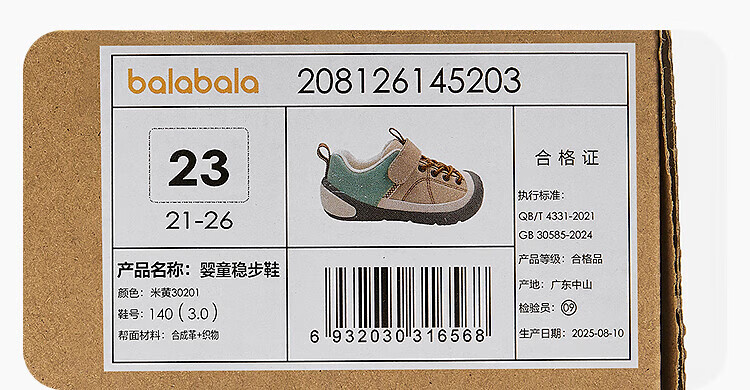 balabala 208126145203
23
21-26
产品名称：婴童稳步鞋
颜色：米黄30201
鞋号：140（3.0）
帮面材料：合成革+织物
6 932030 316568
合格证
执行标准：
QB/T 4331-2021
GB 30585-2024
产品等级：合格品
产地：广东中山
检验员：09
生产日期：2025-08-10